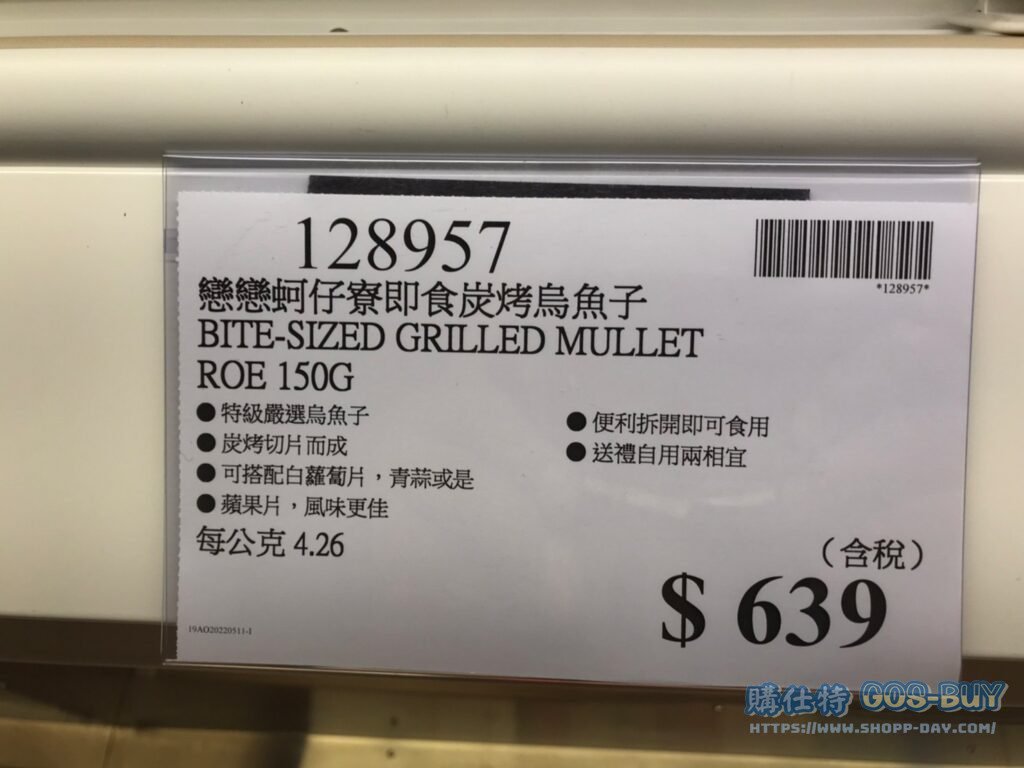 128957
*128957*
戀戀蚵仔寮即食炭烤烏魚子
BITE-SIZED GRILLED MULLET
ROE 150G
●特級嚴選烏魚子
●炭烤切片而成
●可搭配白蘿蔔片，青蒜或是
●蘋果片，風味更佳
●便利拆開即可食用
●送禮自用兩相宜
每公克 4.26
（含稅）
$ 639
19AO20220511-1
購仕特 GOS-BUY
HTTPS://WWW.SHOPP-DAY.COM/